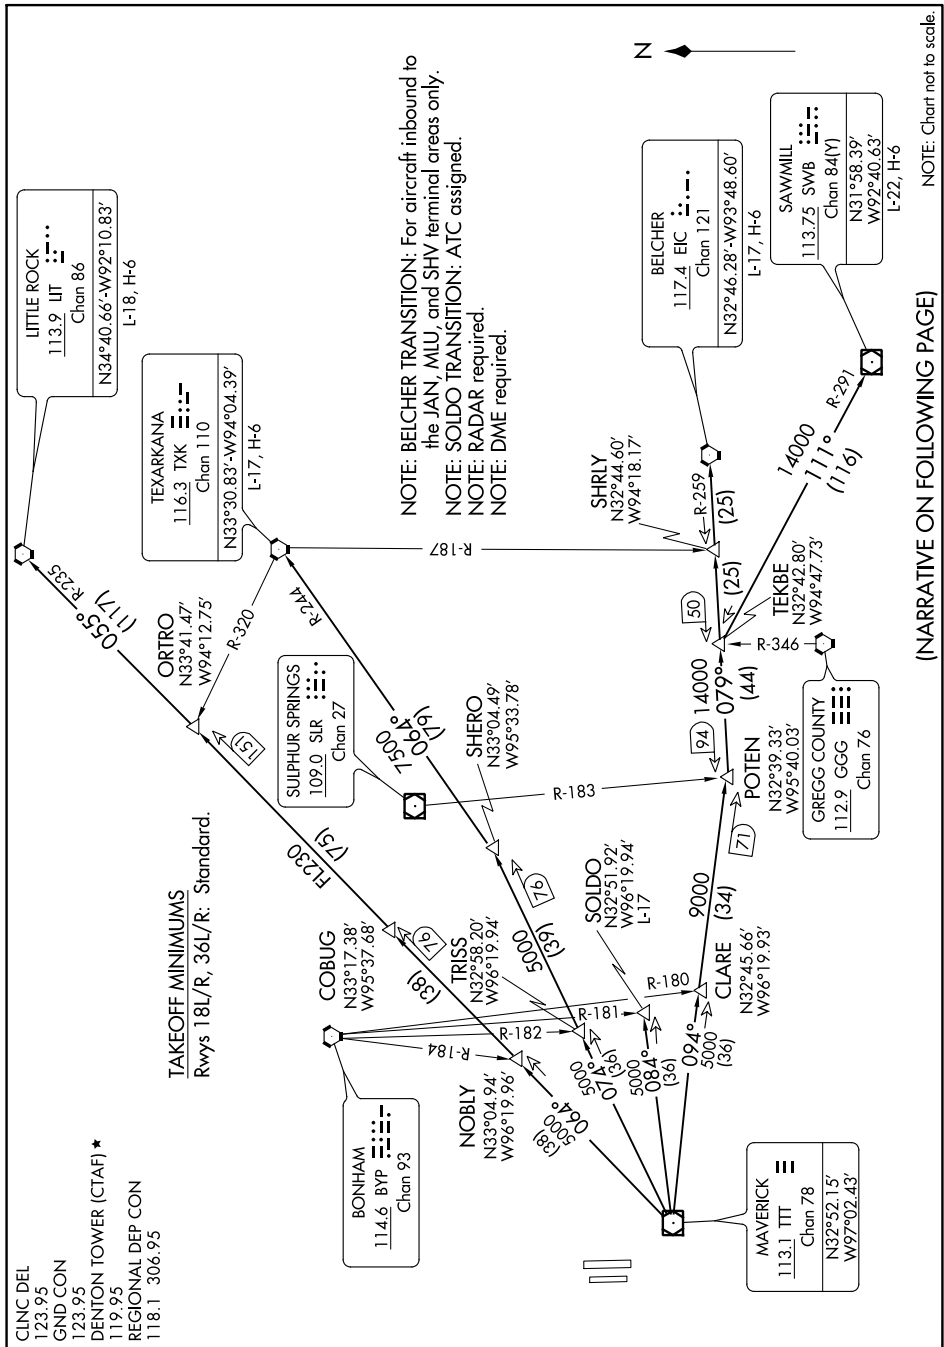 CLNC DEL
123.95
GND CON
123.95
DENTON TOWER (CTAF) ★
119.95
REGIONAL DEP CON
118.1 306.95
TAKEOFF MINIMUMS
Rwys 18L/R, 36L/R: Standard.
LITTLE ROCK
113.9 LIT
Chan 86
N34°40.66′-W92°10.83′
L-18, H-6
TEXARKANA
116.3 TXK
Chan 110
N33°30.83′-W94°04.39′
L-17, H-6
NOTE: BELCHER TRANSITION: For aircraft inbound to
the JAN, MLU, and SHV terminal areas only.
NOTE: SOLDO TRANSITION: ATC assigned.
NOTE: RADAR required.
NOTE: DME required.
N
BELCHER
117.4 EIC
Chan 121
N32°46.28′-W93°48.60′
L-17, H-6
SAWMILL
113.75 SWB
Chan 84(Y)
N31°58.39′
W92°40.63′
L-22, H-6
R-235
055°
(117)
ORTRO
N33°41.47′
W94°12.75′
R-320
151
FL230
(75)
COBUG
N33°17.38′
W95°37.68′
76
(38)
SULPHUR SPRINGS
109.0 SLR
Chan 27
R-244
7500
064°
(79)
SHERO
N33°04.49′
W95°33.78′
76
5000
(39)
R-187
SHRLY
N32°44.60′
W94°18.17′
R-259
(25)
(25)
50
TEKBE
N32°42.80′
W94°47.73′
R-346
14000
111°
(116)
R-291
14000
079°
(44)
94
POTEN
N32°39.33′
W95°40.03′
R-183
71
GREGG COUNTY
112.9 GGG
Chan 76
9000
(34)
CLARE
N32°45.66′
W96°19.93′
SOLDO
N32°51.92′
W96°19.94′
L-17
TRISS
N32°58.20′
W96°19.94′
NOBLY
N33°04.94′
W96°19.96′
BONHAM
114.6 BYP
Chan 93
R-184
R-182
R-181
R-180
5000
064°
(38)
5000
074°
(36)
5000
084°
(36)
094°
5000
(36)
MAVERICK
113.1 TTT
Chan 78
N32°52.15′
W97°02.43′
(NARRATIVE ON FOLLOWING PAGE)
NOTE: Chart not to scale.